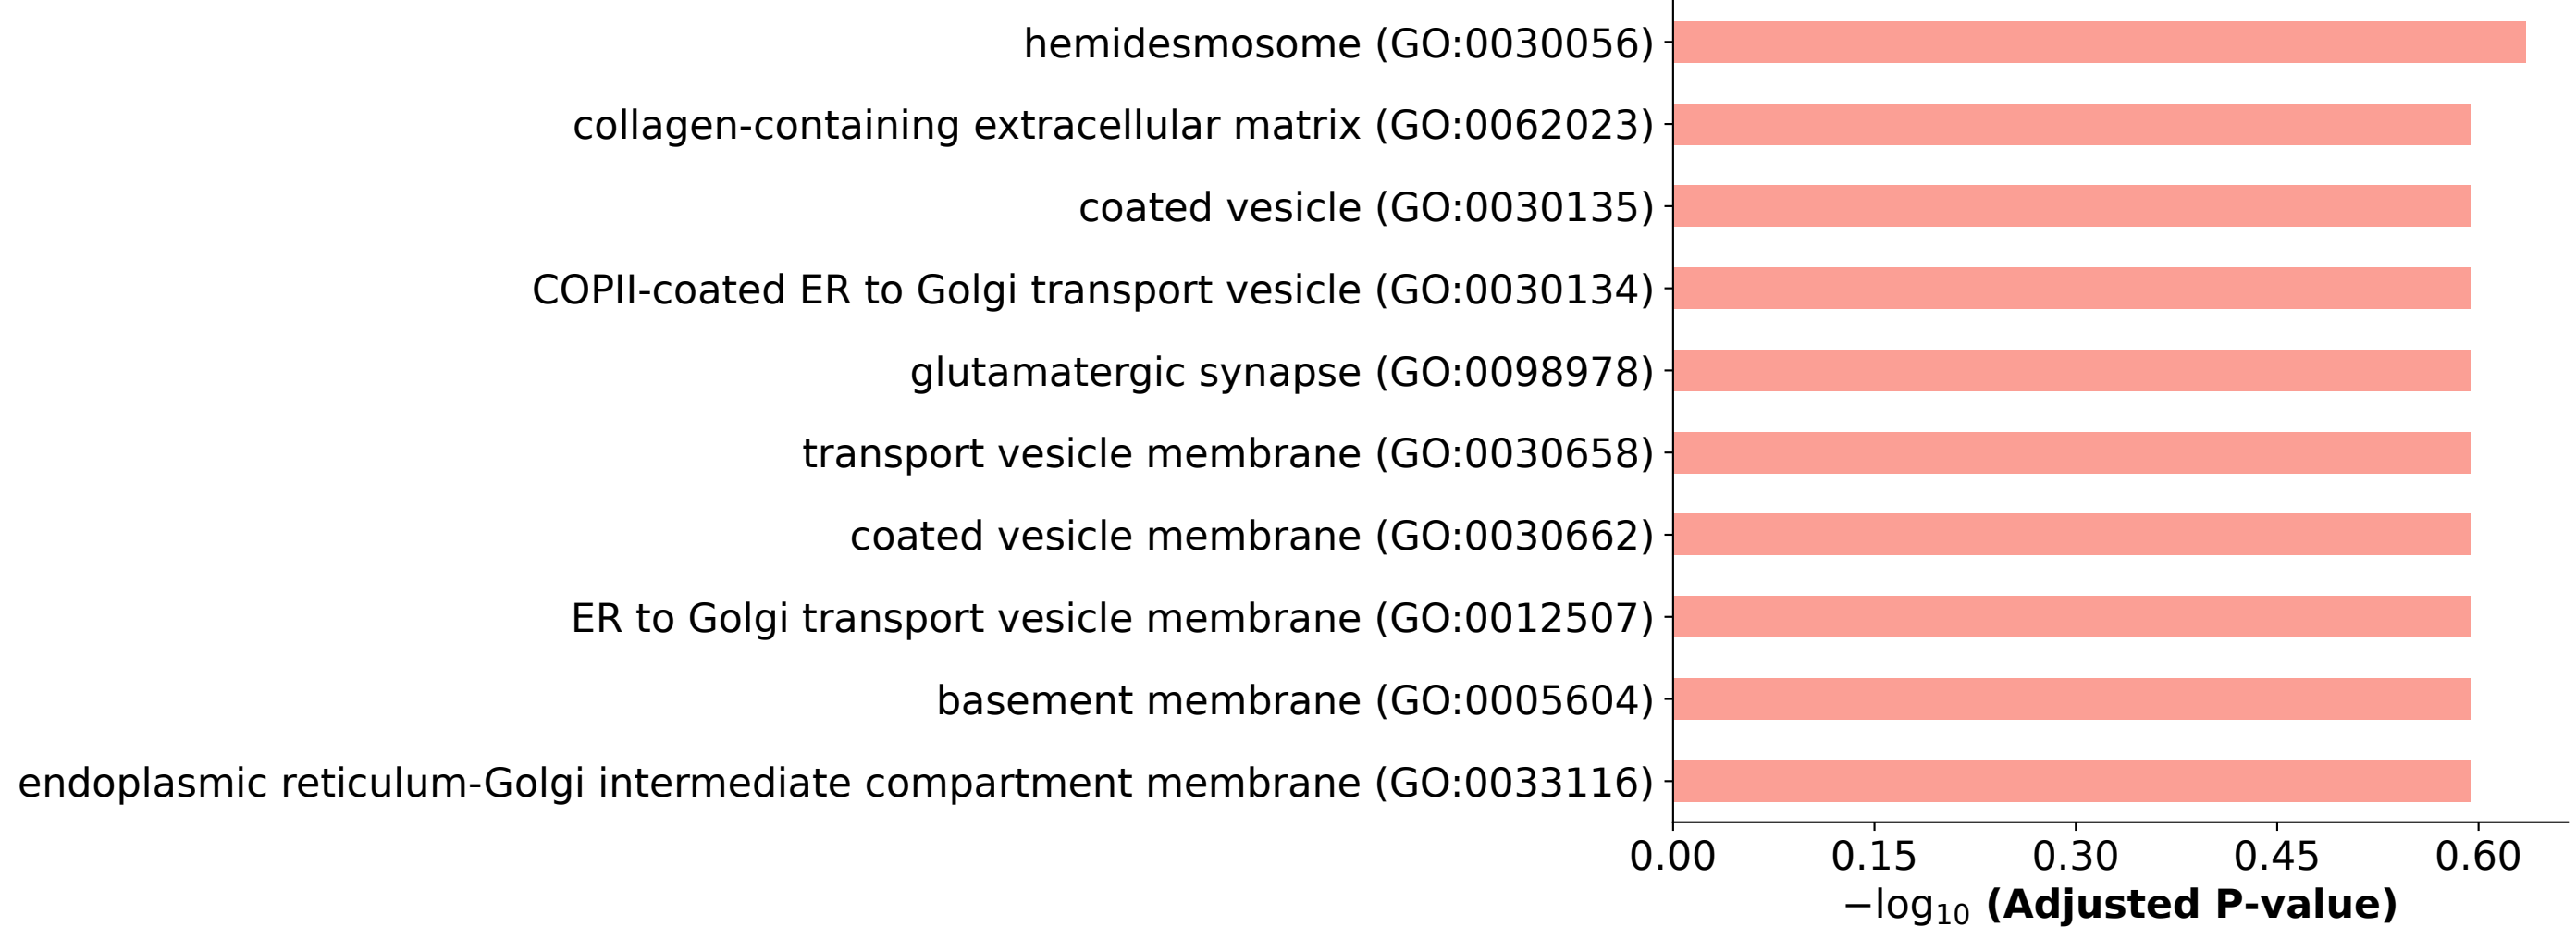 hemidesmosome (GO:0030056)
collagen-containing extracellular matrix (GO:0062023)
coated vesicle (GO:0030135)
COPII-coated ER to Golgi transport vesicle (GO:0030134)
glutamatergic synapse (GO:0098978)
transport vesicle membrane (GO:0030658)
coated vesicle membrane (GO:0030662)
ER to Golgi transport vesicle membrane (GO:0012507)
basement membrane (GO:0005604)
endoplasmic reticulum-Golgi intermediate compartment membrane (GO:0033116)
0.00 0.15 0.30 0.45 0.60
−log₁₀ (Adjusted P-value)